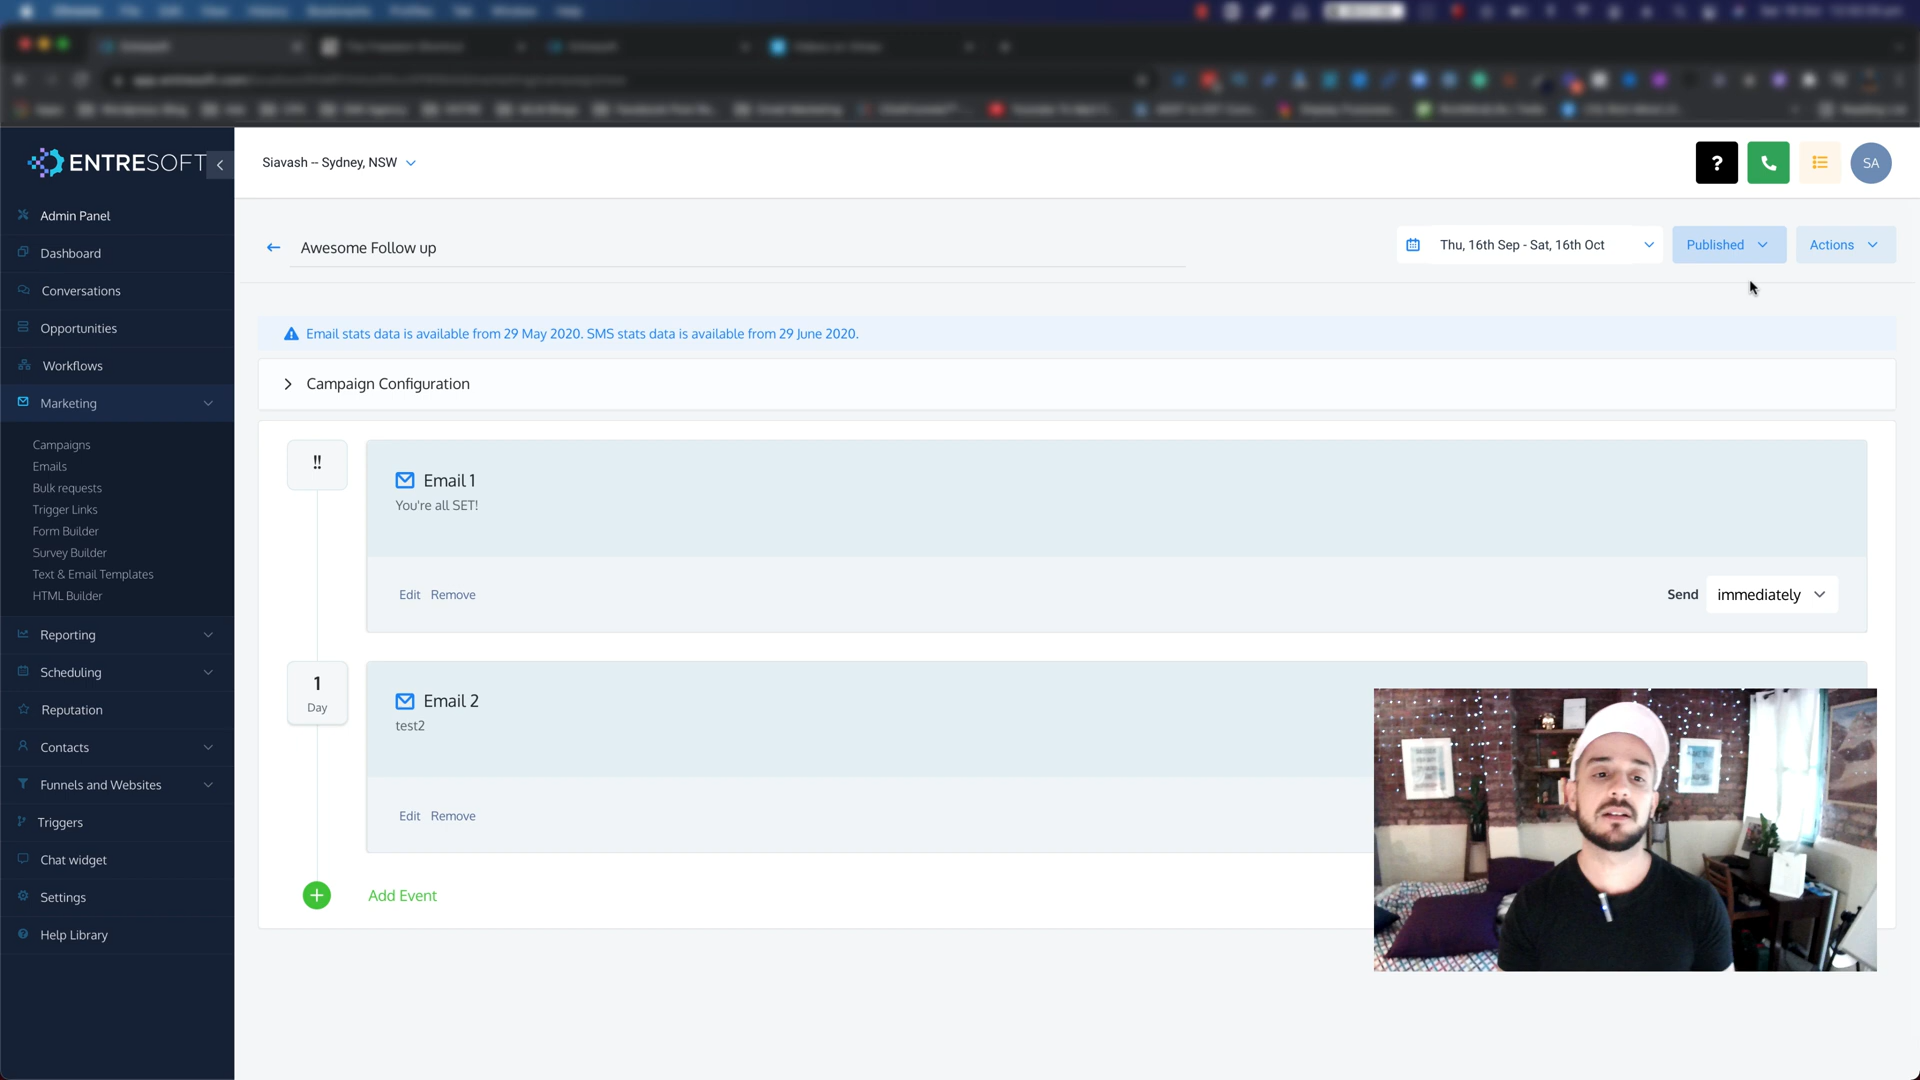 ENTRESOFT
Siavash -- Sydney, NSW
?
SA
Admin Panel
Dashboard
Conversations
Opportunities
Workflows
Marketing
Campaigns
Emails
Bulk requests
Trigger Links
Form Builder
Survey Builder
Text & Email Templates
HTML Builder
Reporting
Scheduling
Reputation
Contacts
Funnels and Websites
Triggers
Chat widget
Settings
Help Library
Awesome Follow up
Thu, 16th Sep - Sat, 16th Oct
Published
Actions
Email stats data is available from 29 May 2020. SMS stats data is available from 29 June 2020.
Campaign Configuration
!!
Email 1
You're all SET!
Edit Remove
Send immediately
1
Day
Email 2
test2
Edit Remove
Add Event